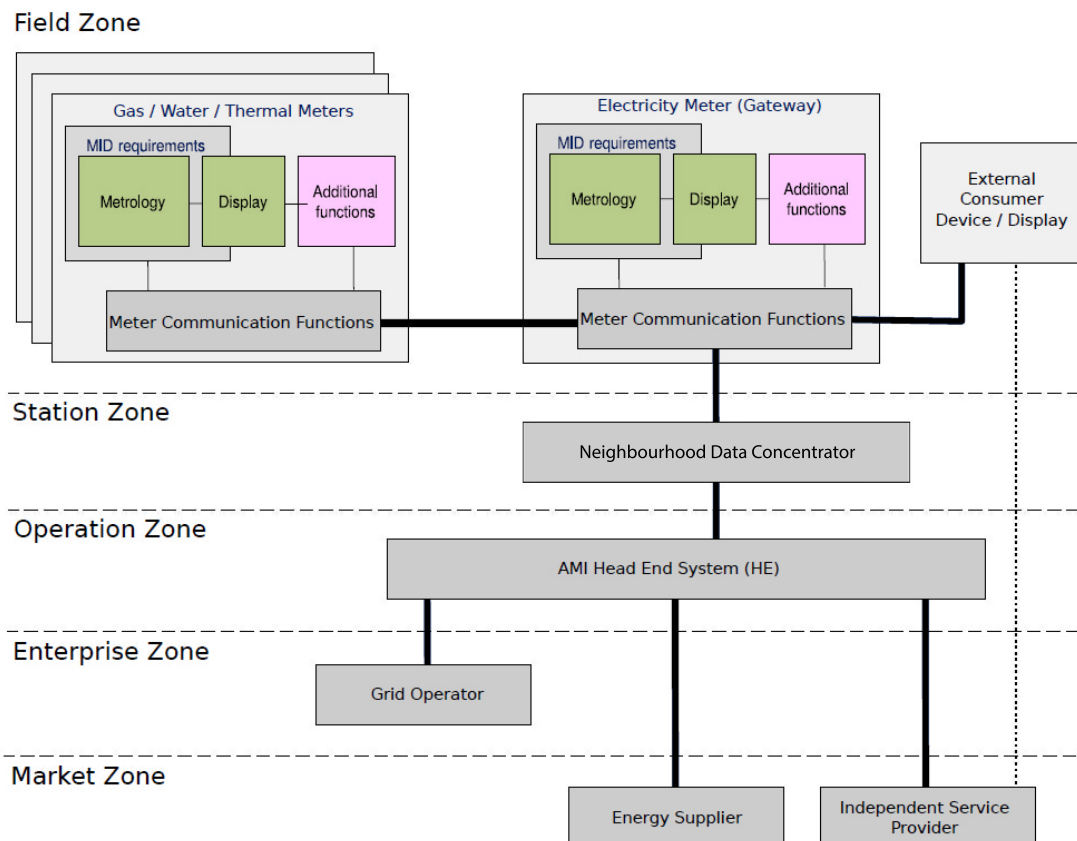 Field Zone
Gas / Water / Thermal Meters
MID requirements
Metrology
Display
Additional
functions
Meter Communication Functions
Electricity Meter (Gateway)
MID requirements
Metrology
Display
Additional
functions
Meter Communication Functions
External
Consumer
Device / Display
Station Zone
Neighbourhood Data Concentrator
Operation Zone
AMI Head End System (HE)
Enterprise Zone
Grid Operator
Market Zone
Energy Supplier
Independent Service
Provider